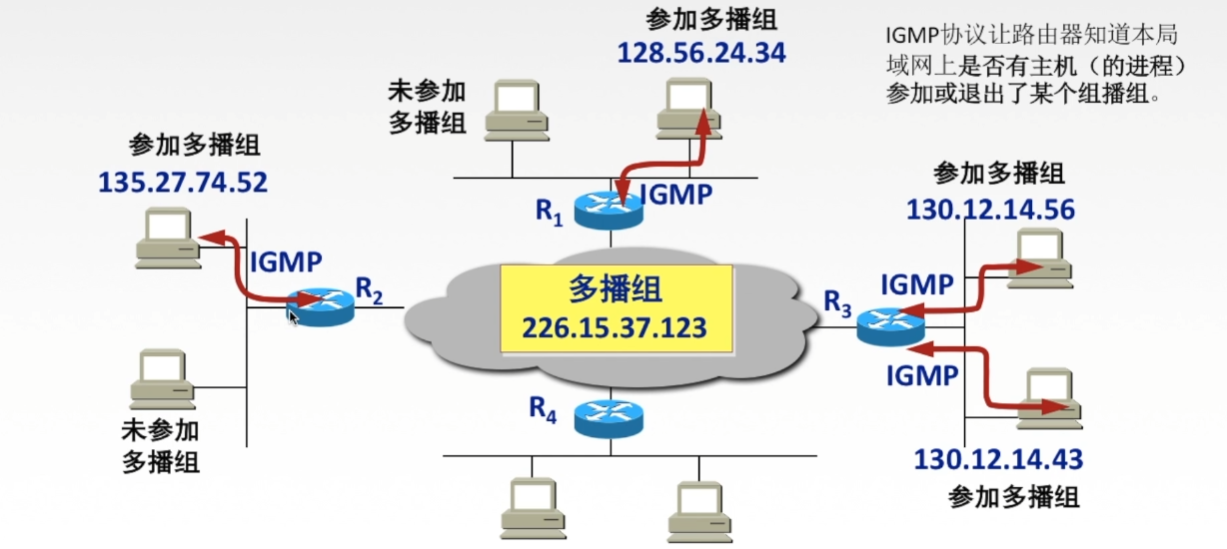 参加多播组
128.56.24.34
IGMP协议让路由器知道本局
域网上是否有主机（的进程）
参加或退出了某个组播组。
未参加
多播组
参加多播组
135.27.74.52
参加多播组
130.12.14.56
R1
IGMP
IGMP
R2
多播组
226.15.37.123
R3
IGMP
IGMP
R4
未参加
多播组
130.12.14.43
参加多播组